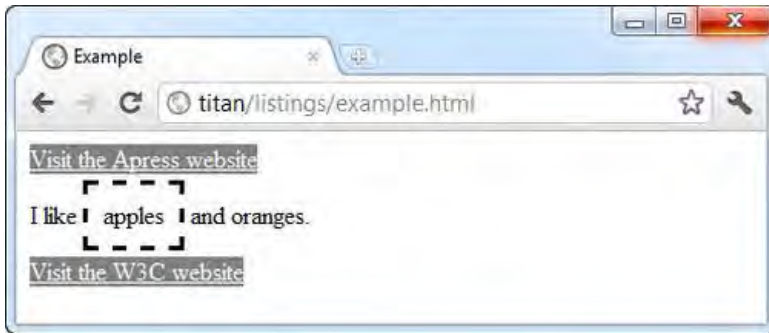 Example
titan/listings/example.html
Visit the Apress website
I like apples and oranges.
Visit the W3C website